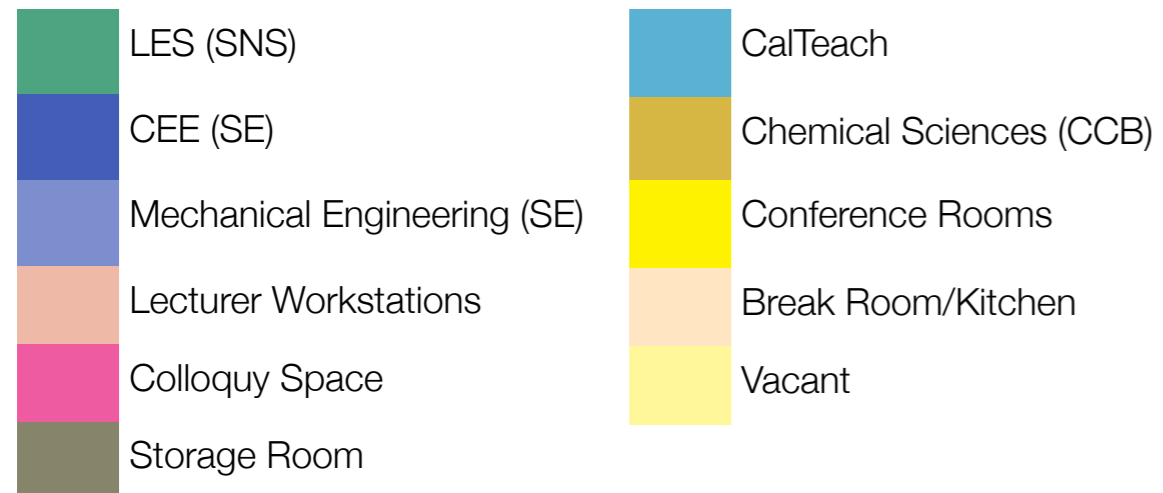 LES (SNS)
CEE (SE)
Mechanical Engineering (SE)
Lecturer Workstations
Colloquy Space
Storage Room
CalTeach
Chemical Sciences (CCB)
Conference Rooms
Break Room/Kitchen
Vacant